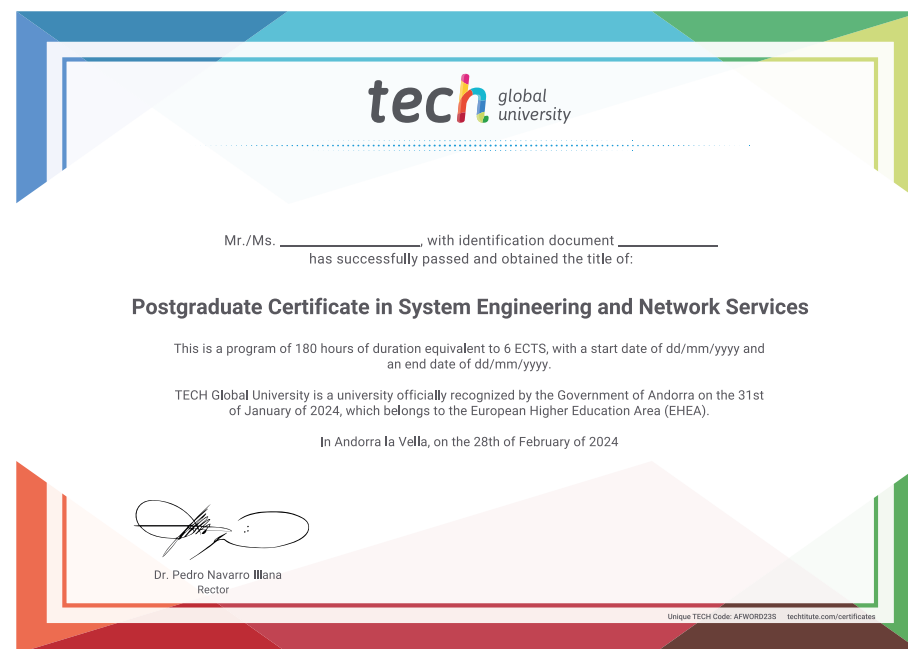 tech global
university
Mr./Ms. ____________________, with identification document ______________
has successfully passed and obtained the title of:
Postgraduate Certificate in System Engineering and Network Services
This is a program of 180 hours of duration equivalent to 6 ECTS, with a start date of dd/mm/yyyy and
an end date of dd/mm/yyyy.
TECH Global University is a university officially recognized by the Government of Andorra on the 31st
of January of 2024, which belongs to the European Higher Education Area (EHEA).
In Andorra la Vella, on the 28th of February of 2024
Dr. Pedro Navarro Illana
Rector
Unique TECH Code: AFWORD23S techtitute.com/certificates